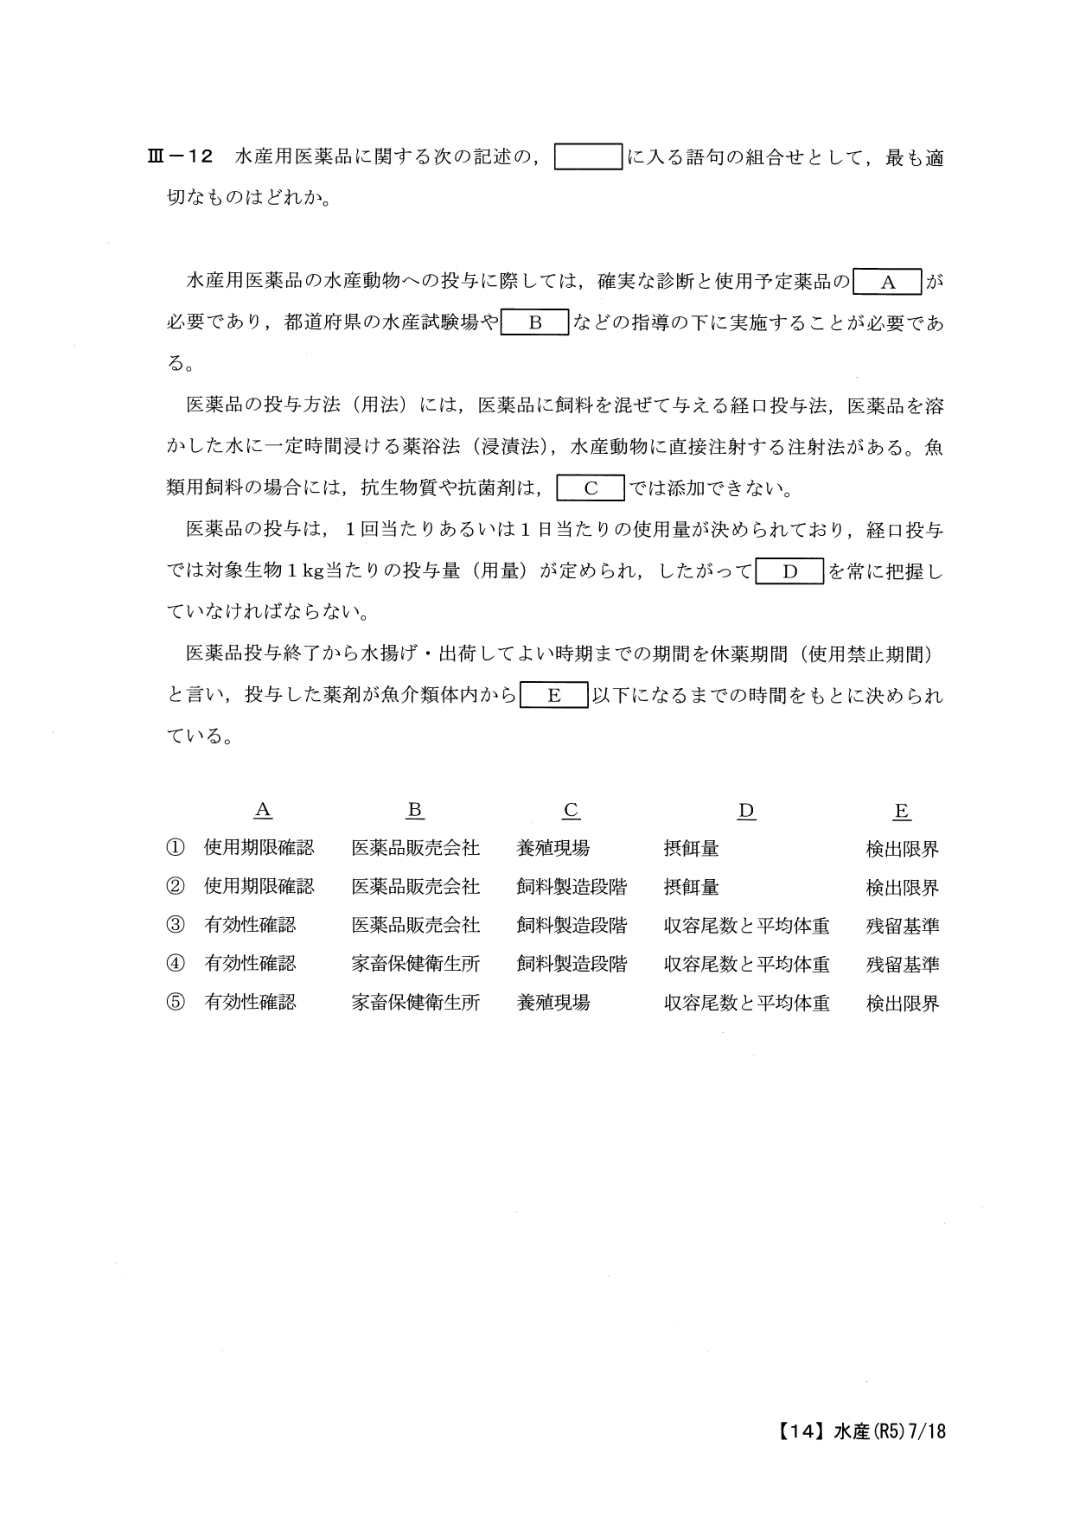 Ⅲ－12　水産用医薬品に関する次の記述の，　　　に入る語句の組合せとして，最も適
切なものはどれか。
水産用医薬品の水産動物への投与に際しては，確実な診断と使用予定薬品の A が
必要であり，都道府県の水産試験場や B などの指導の下に実施することが必要であ
る。
医薬品の投与方法（用法）には，医薬品に飼料を混ぜて与える経口投与法，医薬品を溶
かした水に一定時間浸ける薬浴法（浸漬法），水産動物に直接注射する注射法がある。魚
類用飼料の場合には，抗生物質や抗菌剤は， C では添加できない。
医薬品の投与は，１回当たりあるいは１日当たりの使用量が決められており，経口投与
では対象生物１kg当たりの投与量（用量）が定められ，したがって D を常に把握し
ていなければならない。
医薬品投与終了から水揚げ・出荷してよい時期までの期間を休薬期間（使用禁止期間）
と言い，投与した薬剤が魚介類体内から E 以下になるまでの時間をもとに決められ
ている。
A　B　C　D　E
①　使用期限確認　医薬品販売会社　養殖現場　摂餌量　検出限界
②　使用期限確認　医薬品販売会社　飼料製造段階　摂餌量　検出限界
③　有効性確認　医薬品販売会社　飼料製造段階　収容尾数と平均体重　残留基準
④　有効性確認　家畜保健衛生所　飼料製造段階　収容尾数と平均体重　残留基準
⑤　有効性確認　家畜保健衛生所　養殖現場　収容尾数と平均体重　検出限界
【14】水産(R5)7/18